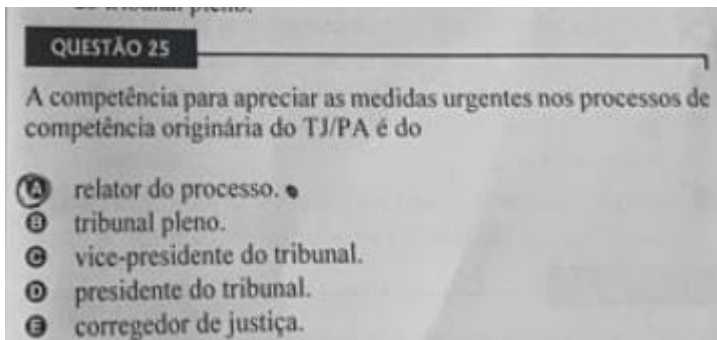 QUESTÃO 25
A competência para apreciar as medidas urgentes nos processos de
competência originária do TJ/PA é do
A relator do processo.
B tribunal pleno.
C vice-presidente do tribunal.
D presidente do tribunal.
E corregedor de justiça.